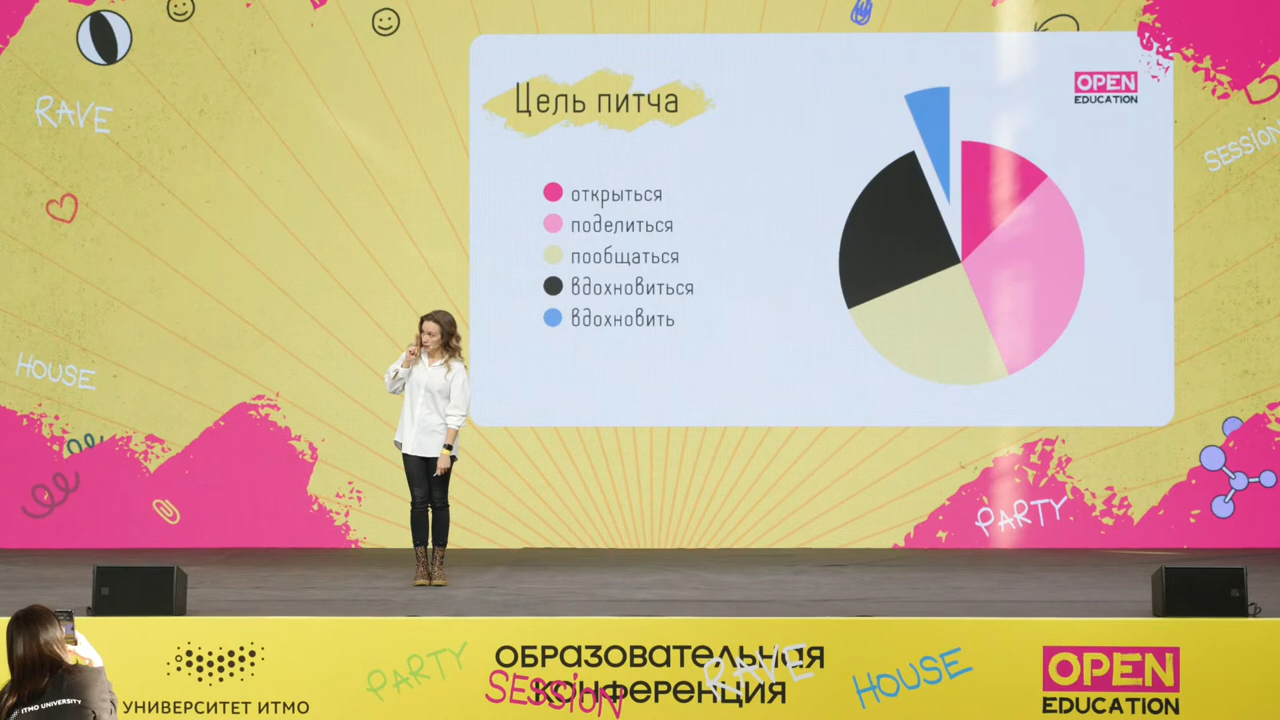 RAVE
HOUSE
Цель питча
открыться
поделиться
пообщаться
вдохновиться
вдохновить
OPEN
EDUCATION
SESSION
PARTY
ITMO UNIVERSITY
УНИВЕРСИТЕТ ИТМО
PARTY
ОБРАЗОВАТЕЛЬНАЯ
КОНФЕРЕНЦИЯ
SESSION
RAVE
HOUSE
OPEN
EDUCATION